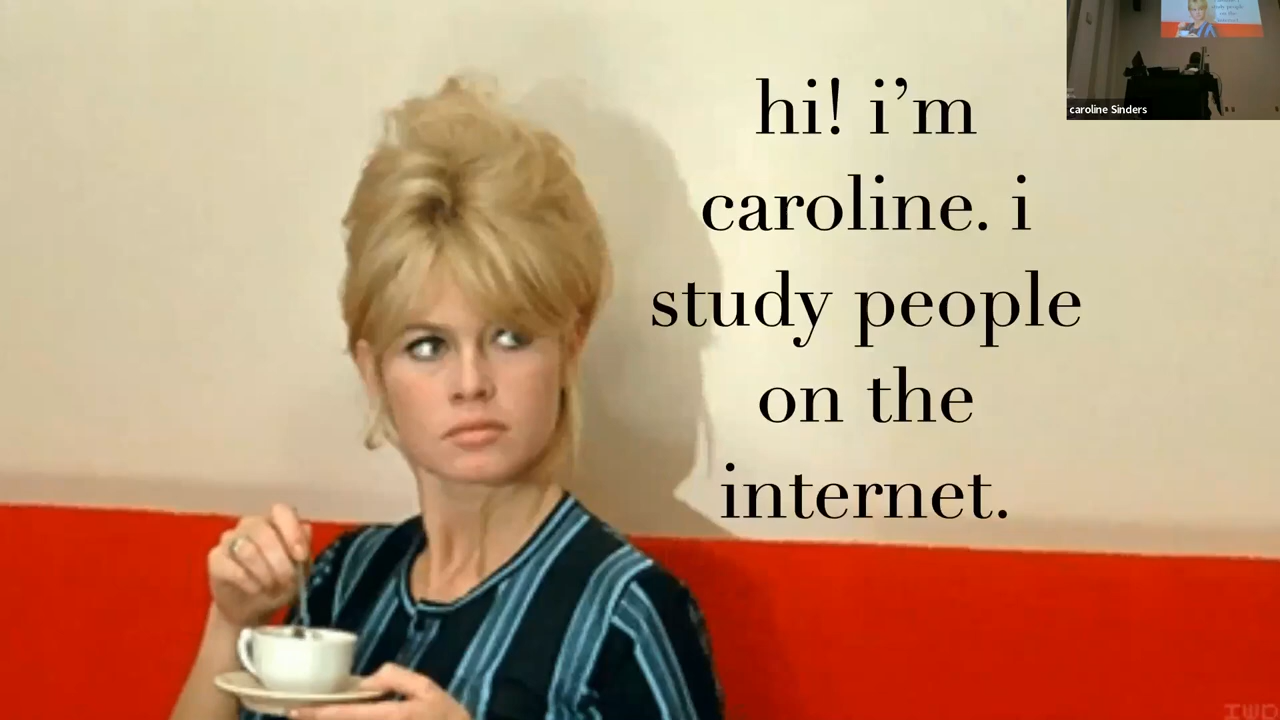 hi! i’m
caroline. i
study people
on the
internet.
caroline Sinders